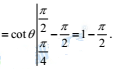 = cot θ |π/2 π/4 − π/2 = 1 − π/2.